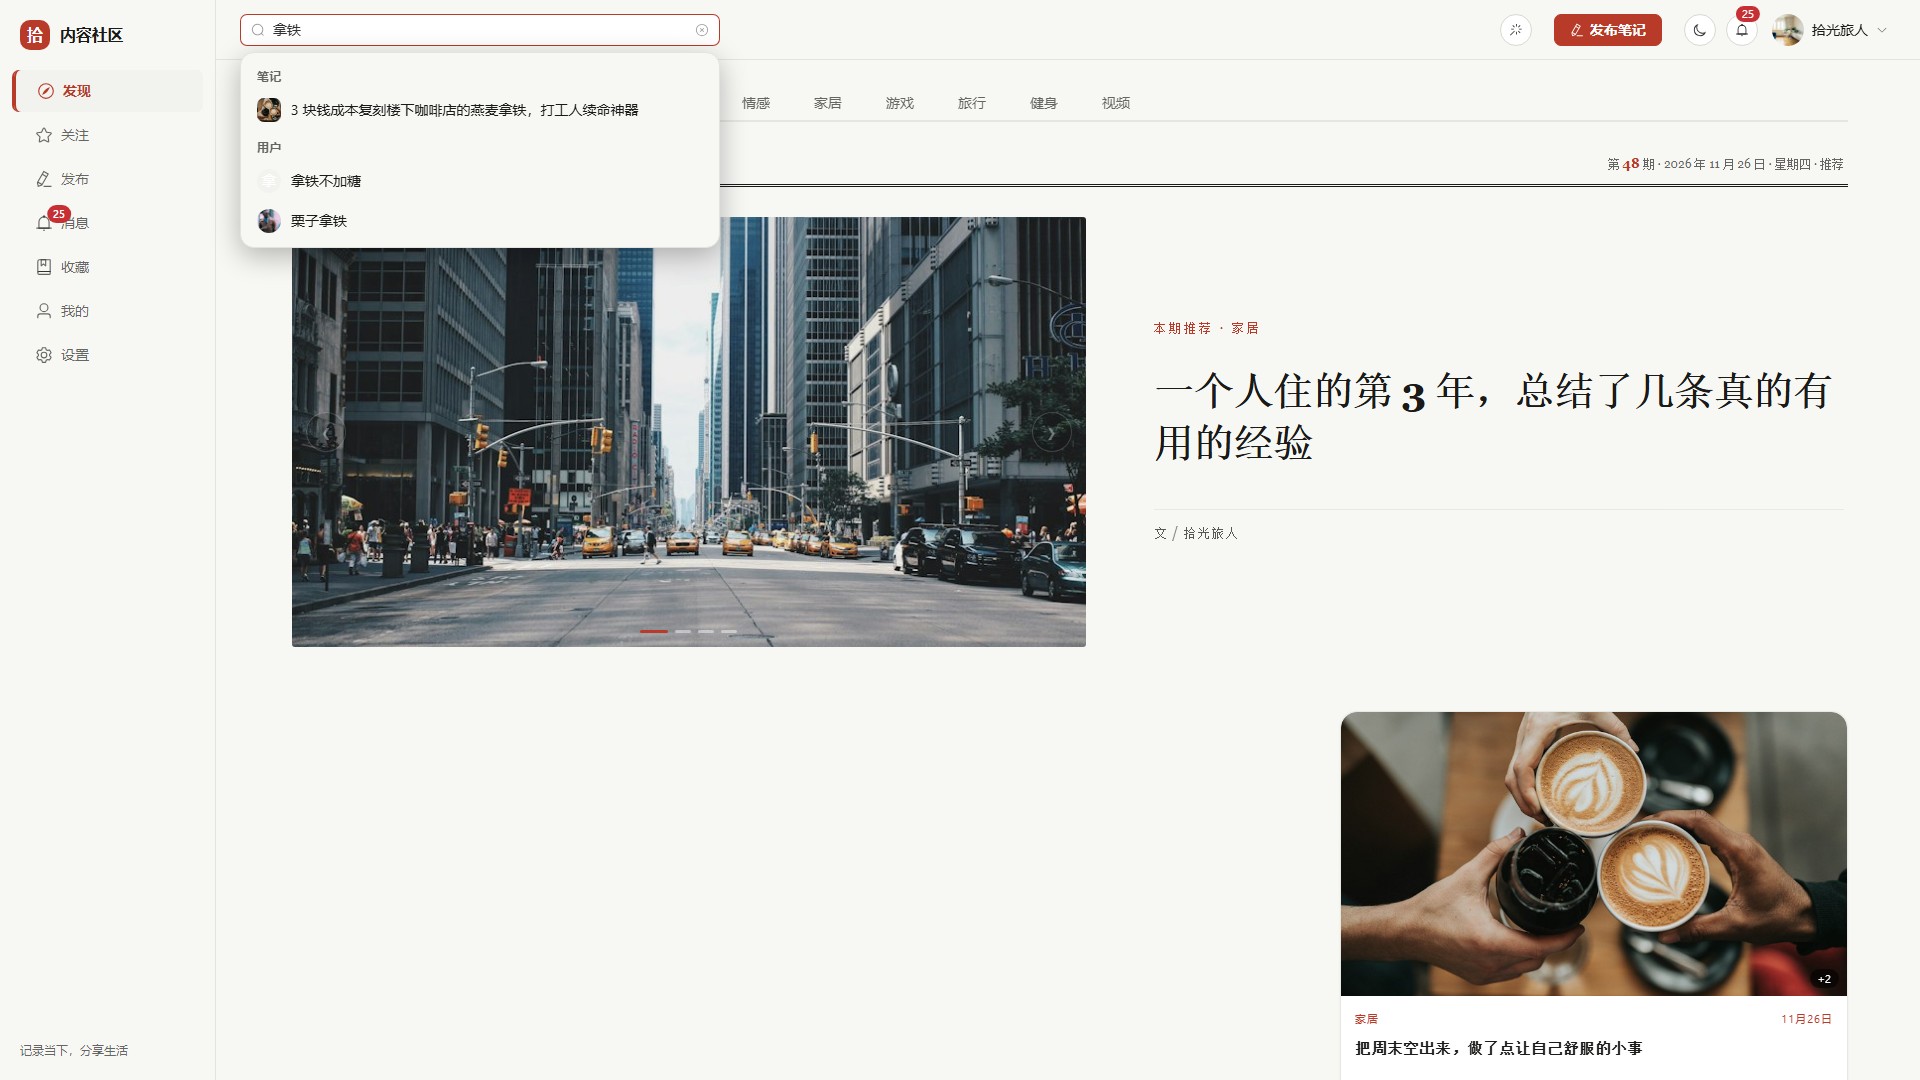 拾 内容社区
发现
关注
发布
25
消息
收藏
我的
设置
记录当下，分享生活
拿铁
发布笔记
25
拾光旅人
笔记
3 块钱成本复刻楼下咖啡店的燕麦拿铁，打工人续命神器
用户
拿 拿铁不加糖
栗子拿铁
情感 家居 游戏 旅行 健身 视频
第 48 期 · 2026 年 11 月 26 日 · 星期四 · 推荐
本期推荐 · 家居
一个人住的第 3 年，总结了几条真的有
用的经验
文 / 拾光旅人
+2
家居 11月26日
把周末空出来，做了点让自己舒服的小事